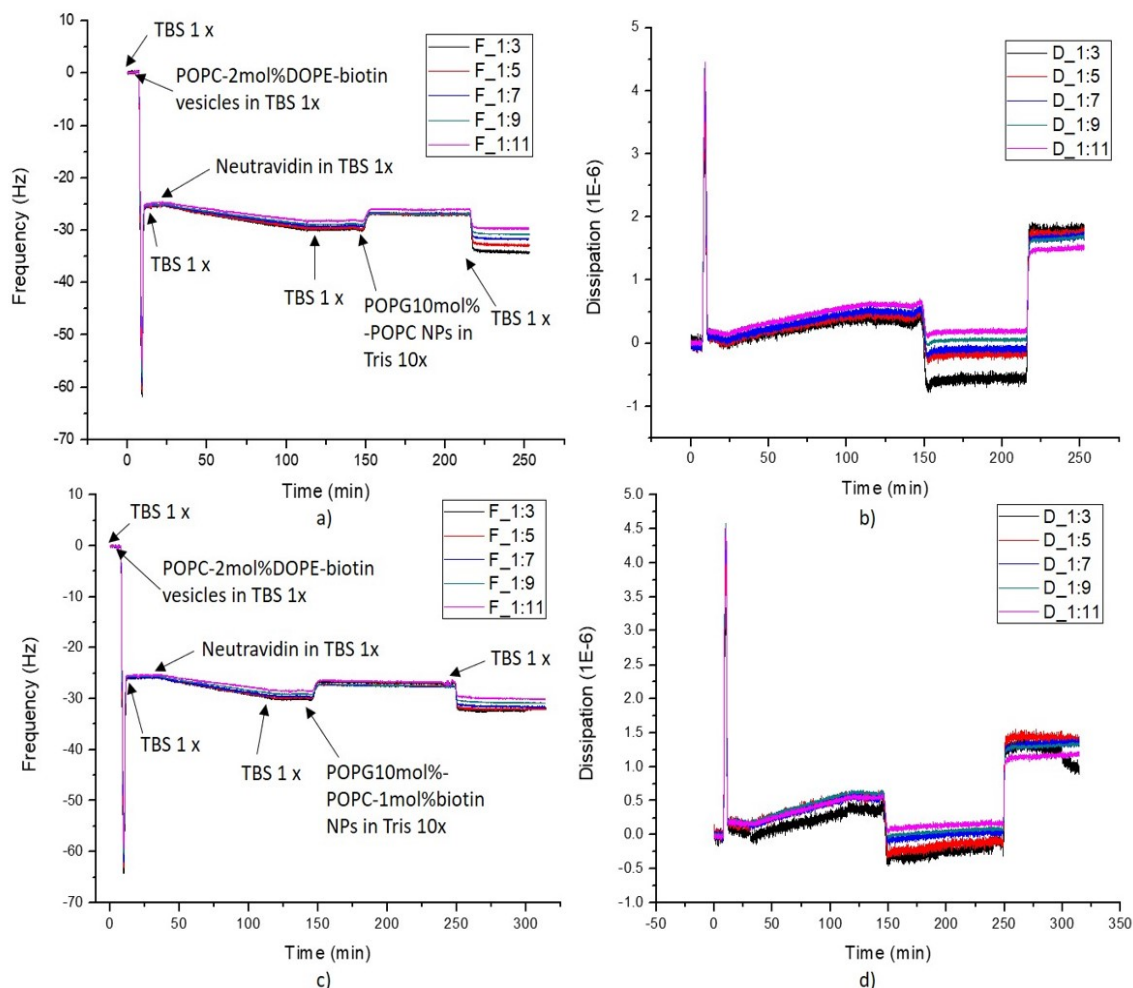 TBS 1 x
POPC-2mol%DOPE-biotin
vesicles in TBS 1x
Neutravidin in TBS 1x
TBS 1 x
TBS 1 x
POPG10mol%
-POPC NPs in
Tris 10x
TBS 1 x
F_1:3
F_1:5
F_1:7
F_1:9
F_1:11
10
0
-10
-20
-30
-40
-50
-60
-70
Frequency (Hz)
0 50 100 150 200 250
Time (min)
a)
D_1:3
D_1:5
D_1:7
D_1:9
D_1:11
5
4
3
2
1
0
-1
Dissipation (1E-6)
0 50 100 150 200 250
Time (min)
b)
TBS 1 x
POPC-2mol%DOPE-biotin
vesicles in TBS 1x
Neutravidin in TBS 1x
TBS 1 x
TBS 1 x
TBS 1 x
POPG10mol%-
POPC-1mol%biotin
NPs in Tris 10x
F_1:3
F_1:5
F_1:7
F_1:9
F_1:11
10
0
-10
-20
-30
-40
-50
-60
-70
Frequency (Hz)
0 50 100 150 200 250 300
Time (min)
c)
D_1:3
D_1:5
D_1:7
D_1:9
D_1:11
5.0
4.5
4.0
3.5
3.0
2.5
2.0
1.5
1.0
0.5
0.0
-0.5
-1.0
Dissipation (1E-6)
-50 0 50 100 150 200 250 300 350
Time (min)
d)